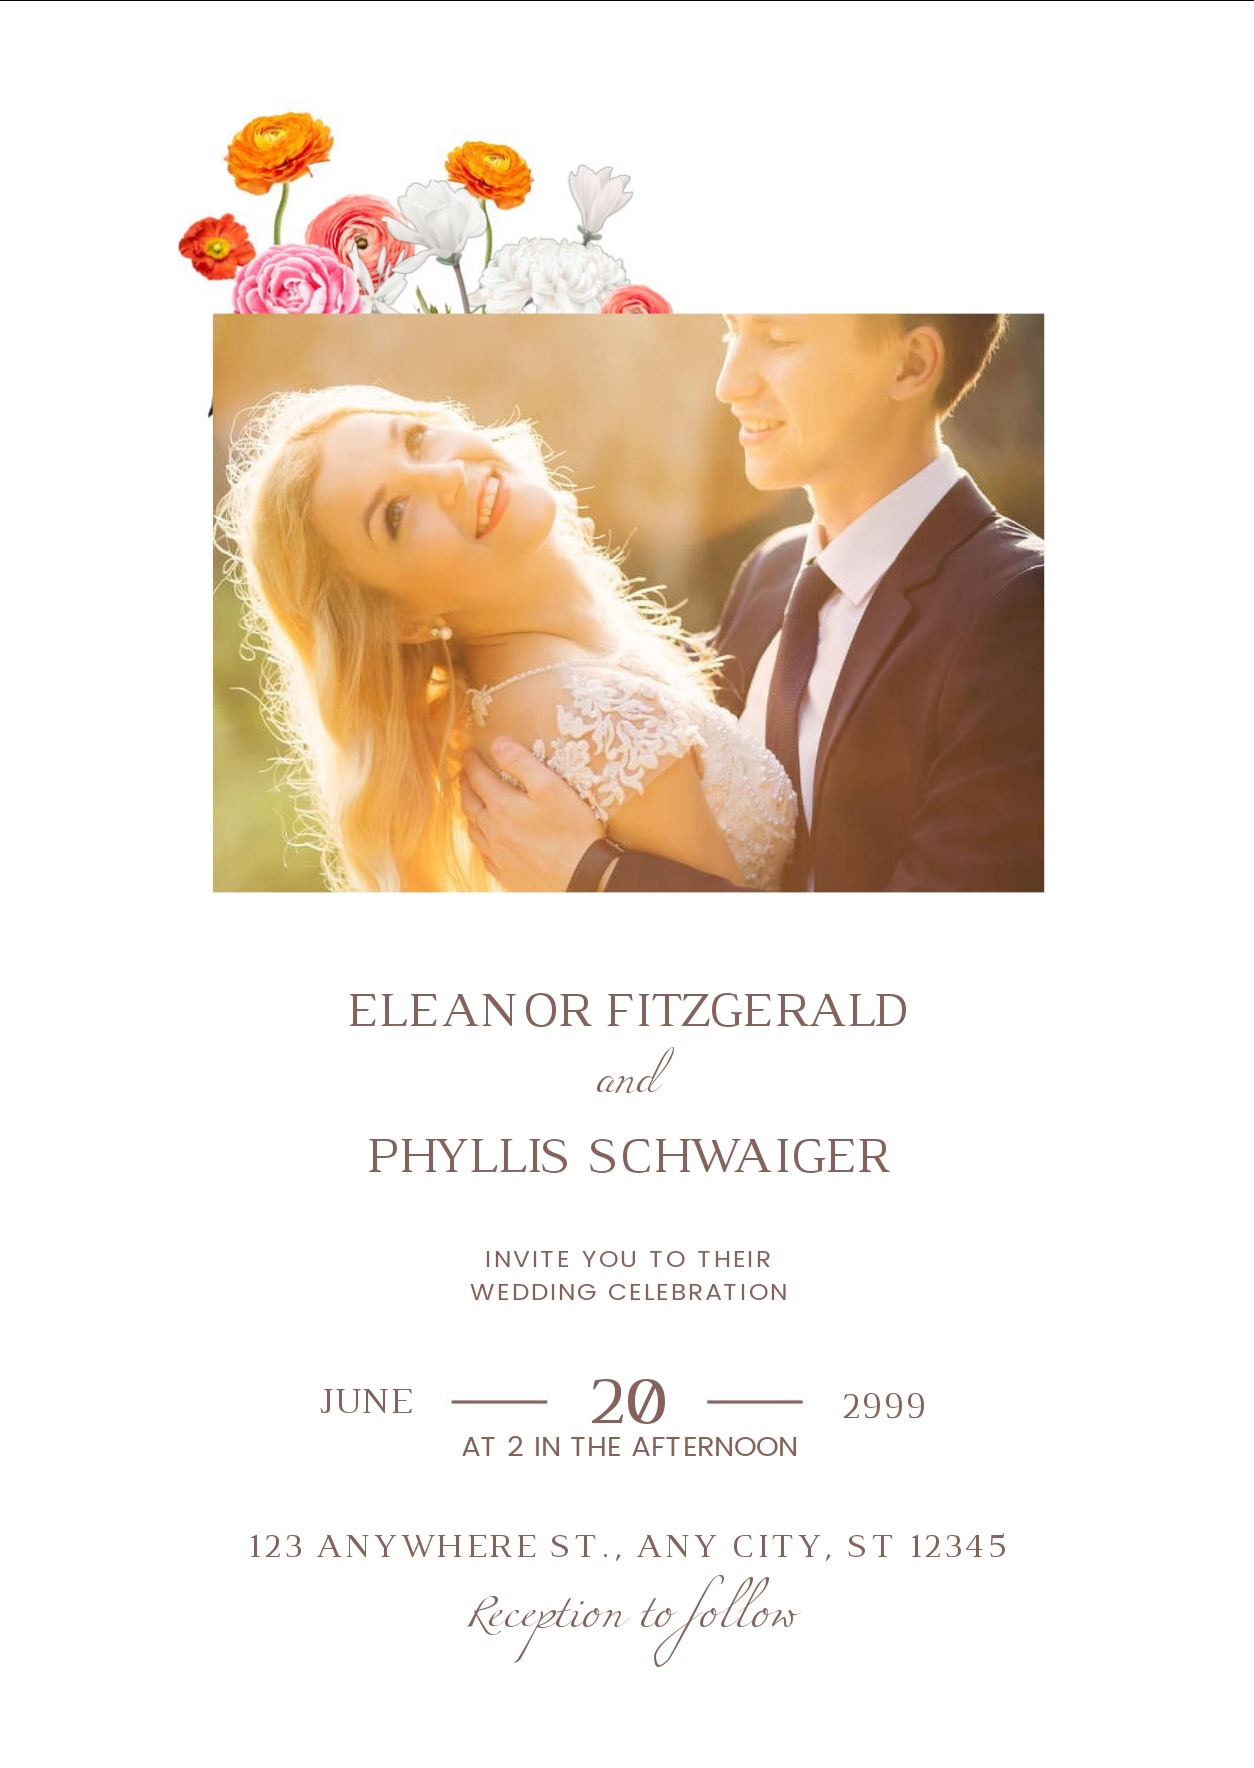 ELEANOR FITZGERALD
and
PHYLLIS SCHWAIGER
INVITE YOU TO THEIR
WEDDING CELEBRATION
JUNE 20 2999
AT 2 IN THE AFTERNOON
123 ANYWHERE ST., ANY CITY, ST 12345
Reception to follow